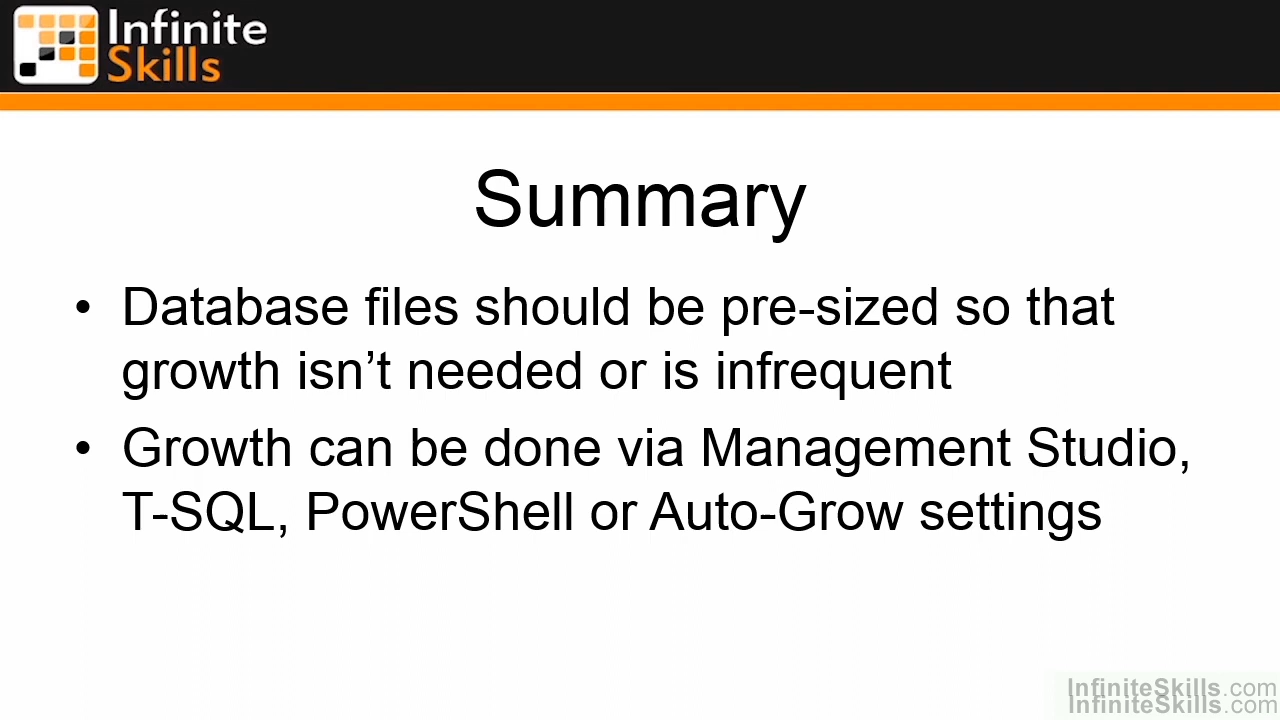 Infinite
Skills
Summary
• Database files should be pre-sized so that
growth isn’t needed or is infrequent
• Growth can be done via Management Studio,
T-SQL, PowerShell or Auto-Grow settings
InfiniteSkills.com
InfiniteSkills.com